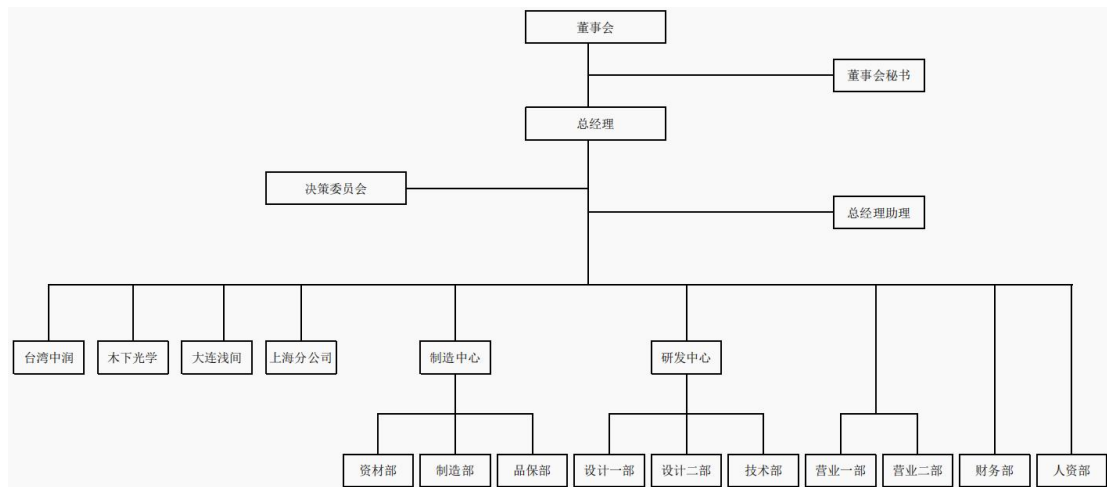 董事会
董事会秘书
总经理
决策委员会
总经理助理
台湾中润
木下光学
大连浅间
上海分公司
制造中心
研发中心
资材部
制造部
品保部
设计一部
设计二部
技术部
营业一部
营业二部
财务部
人资部